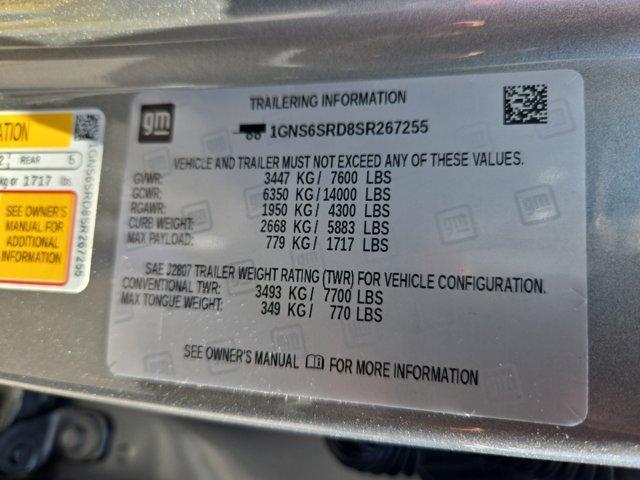 TRAILERING INFORMATION
gm
1GNS6SRD8SR267255
VEHICLE AND TRAILER MUST NOT EXCEED ANY OF THESE VALUES.
GVWR: 3447 KG/ 7600 LBS
GCWR: 6350 KG/14000 LBS
RGAWR: 1950 KG/ 4300 LBS
CURB WEIGHT: 2668 KG/ 5883 LBS
MAX PAYLOAD: 779 KG/ 1717 LBS
SAE J2807 TRAILER WEIGHT RATING (TWR) FOR VEHICLE CONFIGURATION.
CONVENTIONAL TWR: 3493 KG/ 7700 LBS
MAX TONGUE WEIGHT: 349 KG/ 770 LBS
SEE OWNER'S MANUAL FOR MORE INFORMATION
REAR 5
kg or 1717 lbs.
SEE OWNER'S
MANUAL FOR
ADDITIONAL
INFORMATION
1GNS6SRD8SR267255